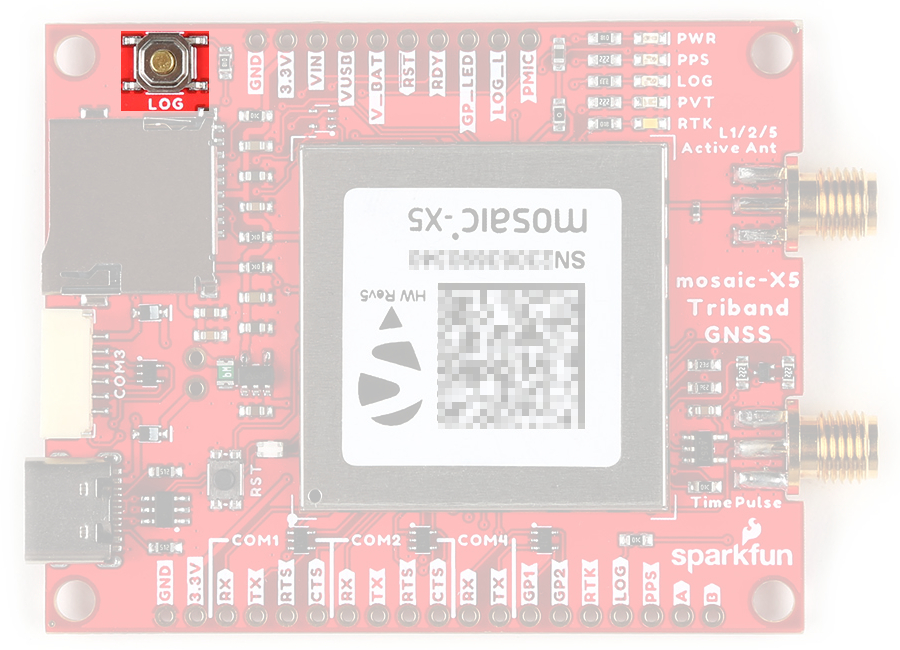 LOG
GND
3.3V
VIN
VUSB
V_BAT
RST
RDY
GP_LED
LOG_L
PMIC
PWR
PPS
LOG
PVT
RTK
L1/2/5
Active Ant
mosaic-X5
HW Rev5
mosaic-X5
Triband
GNSS
COM3
RST
TimePulse
sparkfun
COM1
COM2
COM4
GND
3.3V
RX
TX
RTS
CTS
RX
TX
RTS
CTS
RX
TX
GP1
GP2
RTK
LOG
PPS
A
B